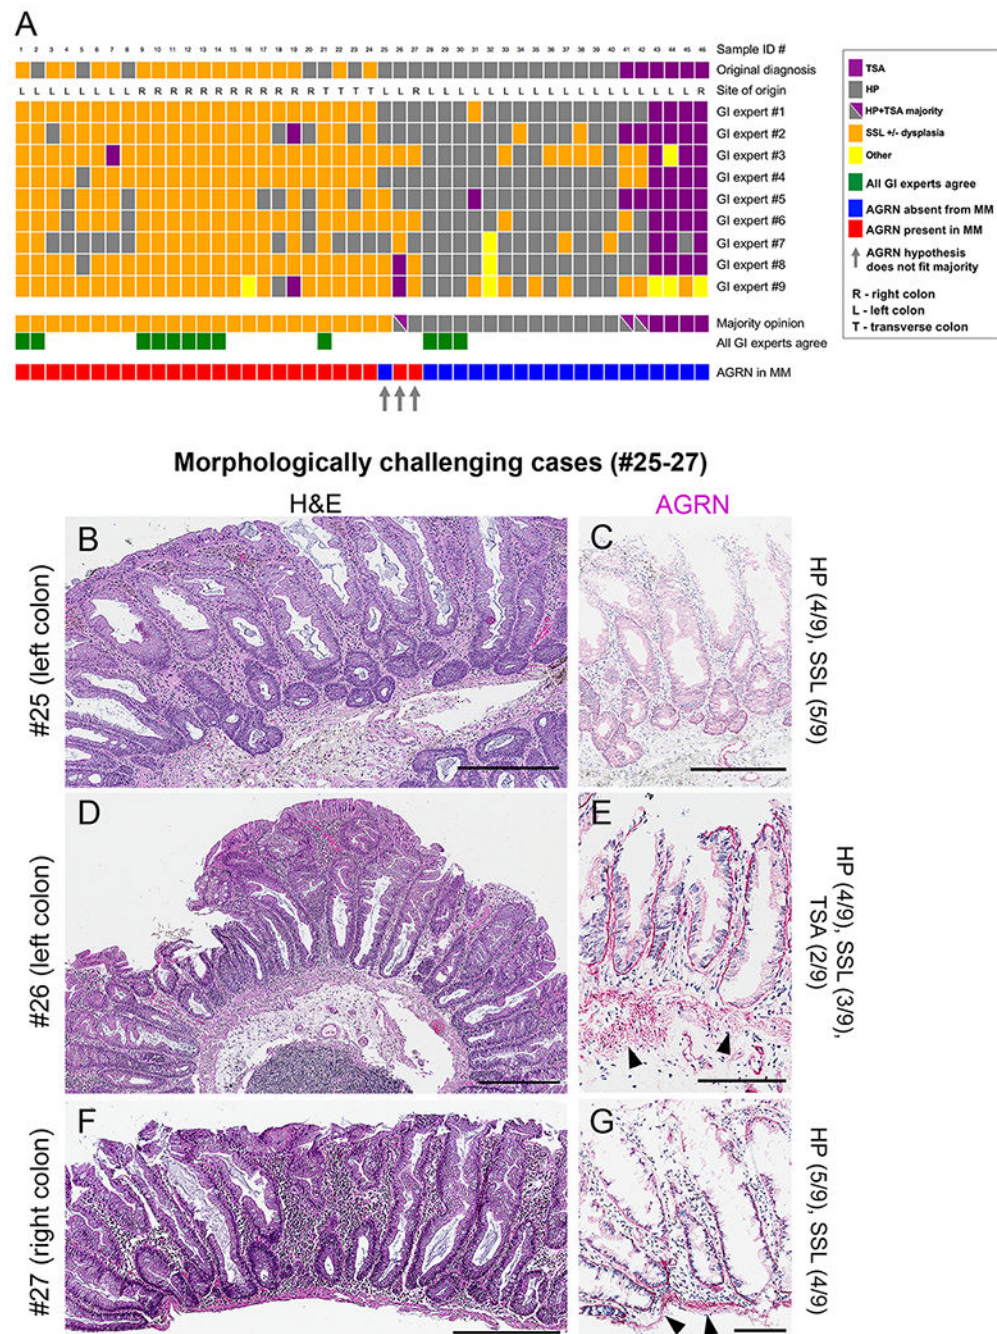 A
1 2 3 4 5 6 7 8 9 10 11 12 13 14 15 16 17 18 19 20 21 22 23 24 25 26 27 28 29 30 31 32 33 34 35 36 37 38 39 40 41 42 43 44 45 46 Sample ID #
Original diagnosis
L L L L L L L L R R R R R R R R R R R R T T T T L L R L L L L L L L L L L L L L L L L L L R Site of origin
GI expert #1
GI expert #2
GI expert #3
GI expert #4
GI expert #5
GI expert #6
GI expert #7
GI expert #8
GI expert #9
Majority opinion
All GI experts agree
AGRN in MM
TSA
HP
HP+TSA majority
SSL +/- dysplasia
Other
All GI experts agree
AGRN absent from MM
AGRN present in MM
AGRN hypothesis
does not fit majority
R - right colon
L - left colon
T - transverse colon
Morphologically challenging cases (#25-27)
H&E
AGRN
#25 (left colon)
B
C
HP (4/9), SSL (5/9)
#26 (left colon)
D
E
HP (4/9), SSL (3/9),
TSA (2/9)
#27 (right colon)
F
G
HP (5/9), SSL (4/9)